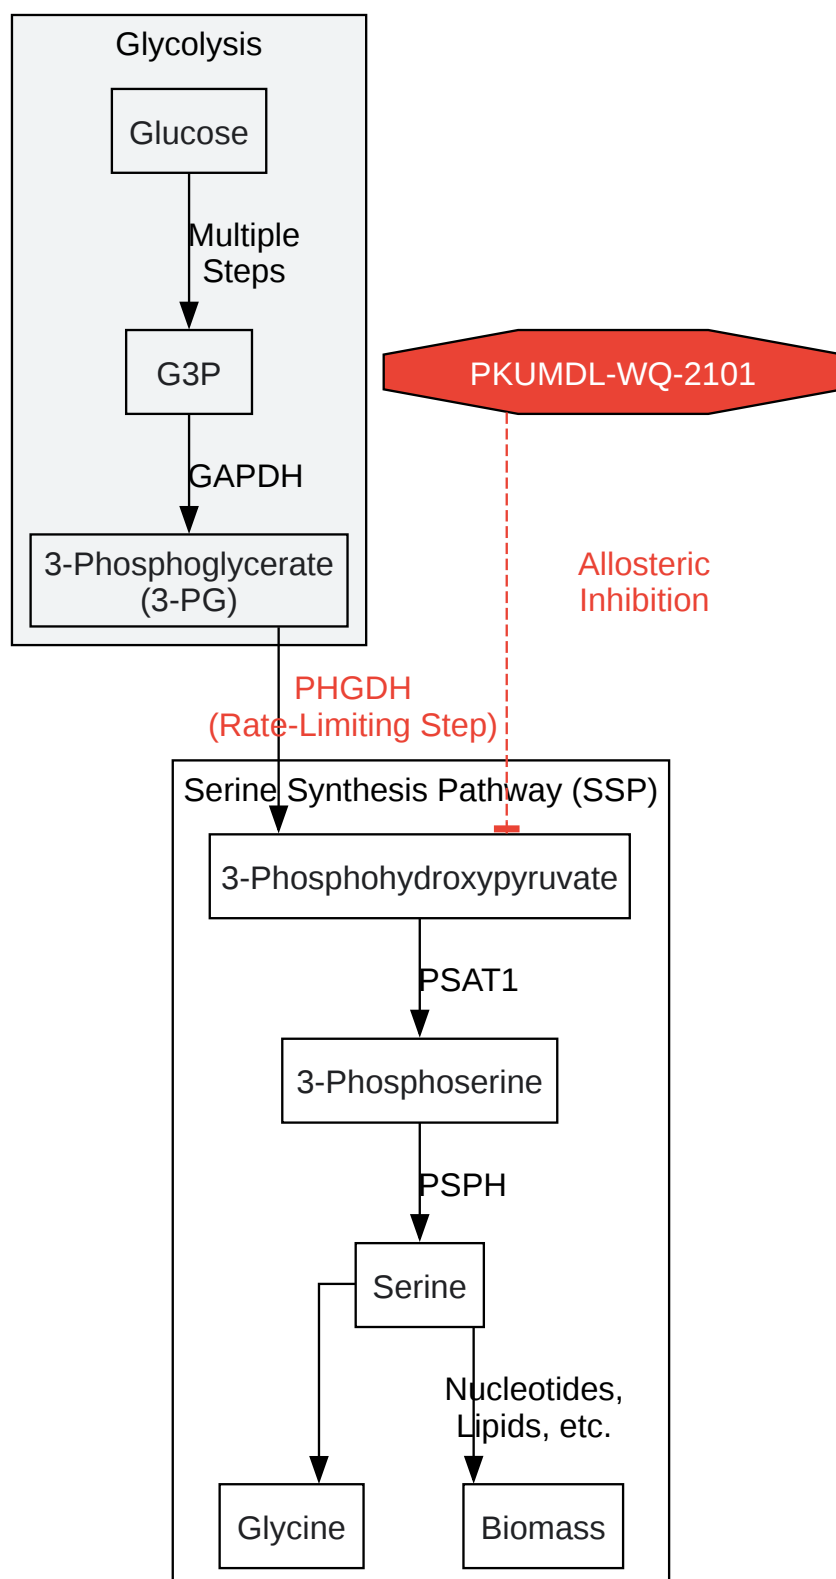 Glycolysis
Glucose
Multiple
Steps
G3P
PKUMDL-WQ-2101
GAPDH
3-Phosphoglycerate
(3-PG)
Allosteric
Inhibition
PHGDH
(Rate-Limiting Step)
Serine Synthesis Pathway (SSP)
3-Phosphohydroxypyruvate
PSAT1
3-Phosphoserine
PSPH
Serine
Nucleotides,
Lipids, etc.
Glycine
Biomass